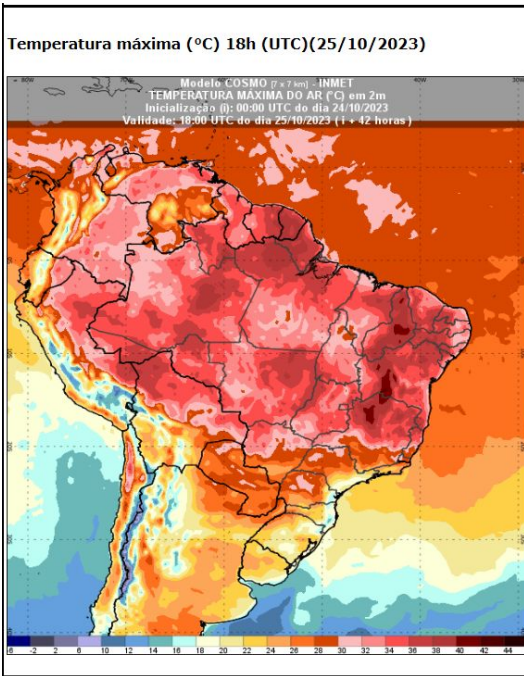 Temperatura máxima (ºC) 18h (UTC)(25/10/2023)
Modelo COSMO [7 x 7 km] - INMET
TEMPERATURA MÁXIMA DO AR (°C) em 2m
Inicialização (i): 00:00 UTC do dia 24/10/2023
Validade: 18:00 UTC do dia 25/10/2023 ( i + 42 horas )
-6 -2 2 6 10 12 14 16 18 20 22 24 26 28 30 32 34 36 38 40 42 44